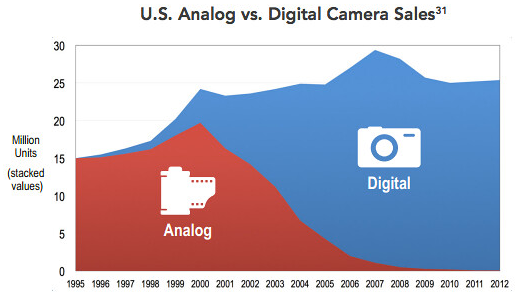 U.S. Analog vs. Digital Camera Sales³¹
30
25
20
15
10
5
0
Million
Units
(stacked
values)
Digital
Analog
1995 1996 1997 1998 1999 2000 2001 2002 2003 2004 2005 2006 2007 2008 2009 2010 2011 2012